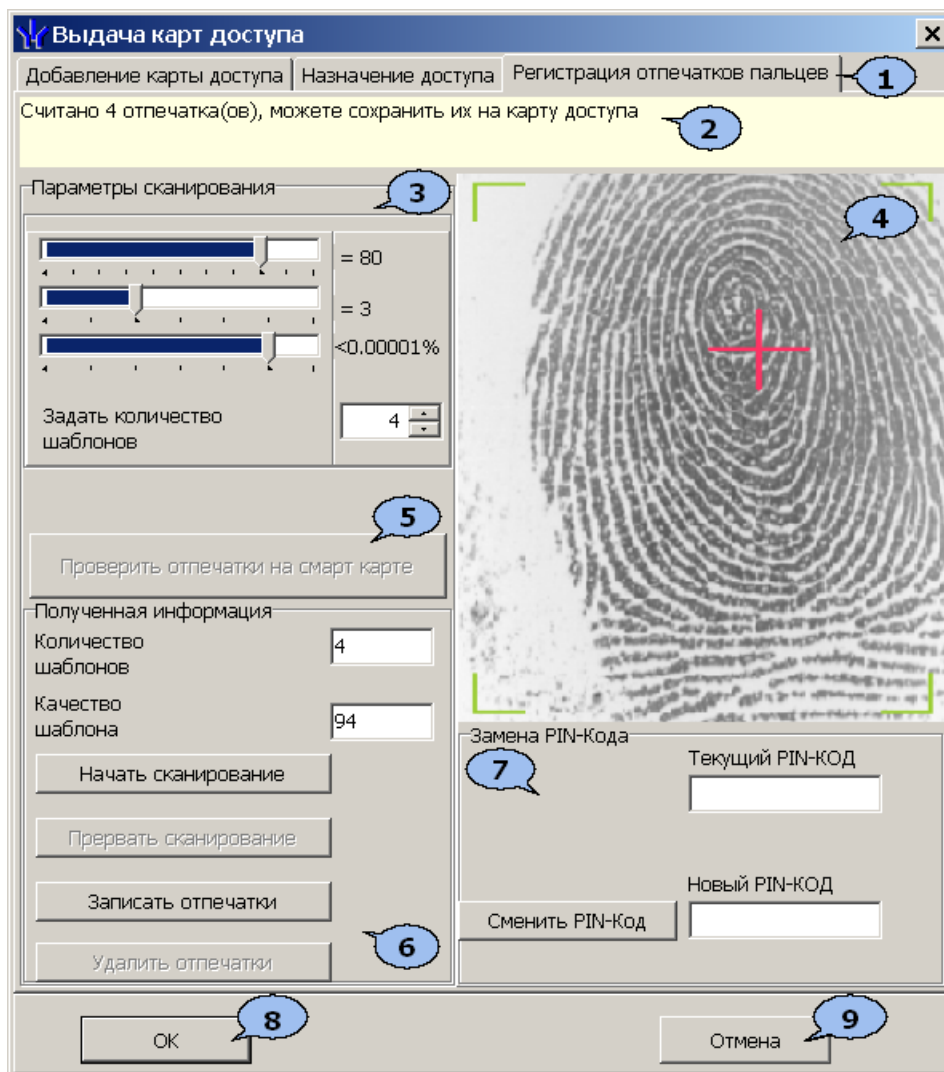 Выдача карт доступа
Добавление карты доступа Назначение доступа Регистрация отпечатков пальцев 1
Считано 4 отпечатка(ов), можете сохранить их на карту доступа 2
Параметры сканирования 3
4
= 80
= 3
<0.00001%
Задать количество
шаблонов
4
5
Проверить отпечатки на смарт карте
Полученная информация
Количество
шаблонов
4
Качество
шаблона
94
Начать сканирование
Прервать сканирование
Записать отпечатки
6
Удалить отпечатки
Замена PIN-Кода
7
Текущий PIN-КОД
Новый PIN-КОД
Сменить PIN-Код
OK 8
Отмена 9